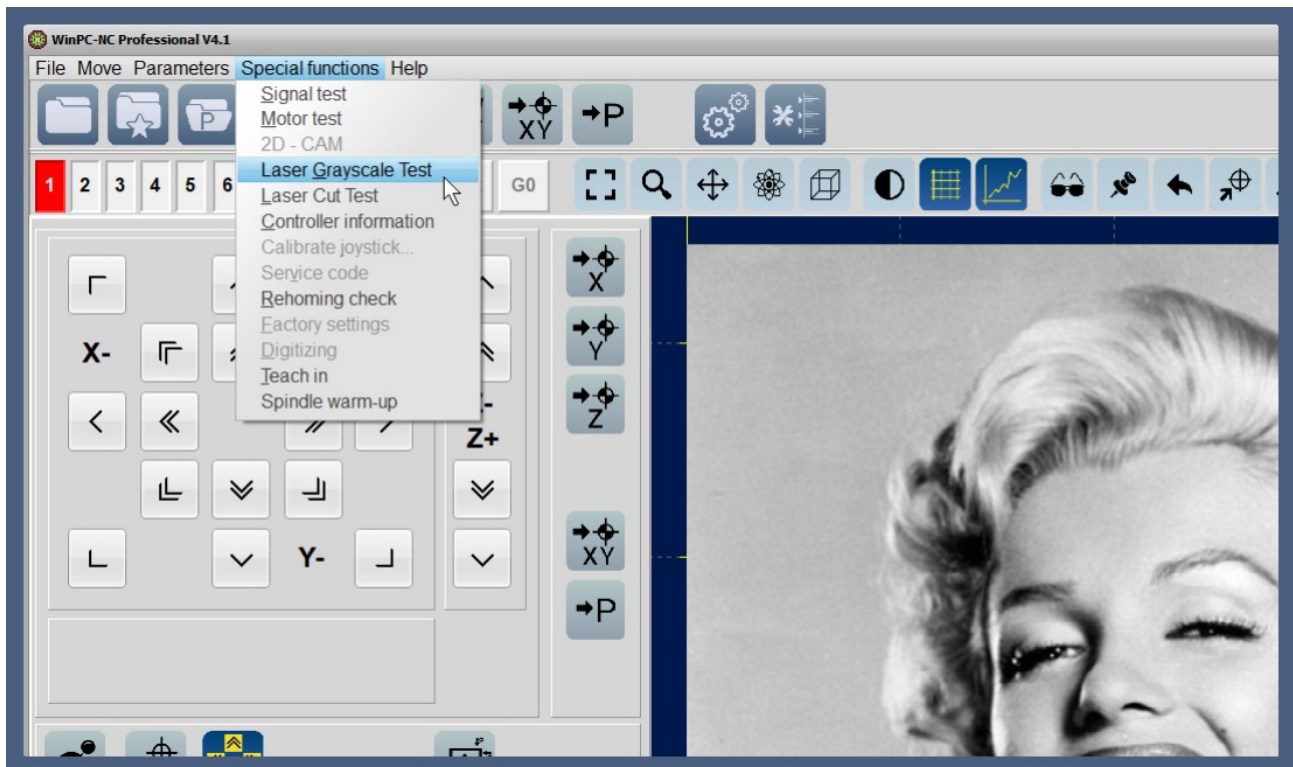 WinPC-NC Professional V4.1
File Move Parameters Special functions Help
Signal test
Motor test
2D - CAM
Laser Grayscale Test
Laser Cut Test
Controller information
Calibrate joystick...
Service code
Rehoming check
Factory settings
Digitizing
Teach in
Spindle warm-up
P
XY
P
1 2 3 4 5 6
G0
X-
Z+
Y-
X
Y
Z
XY
P